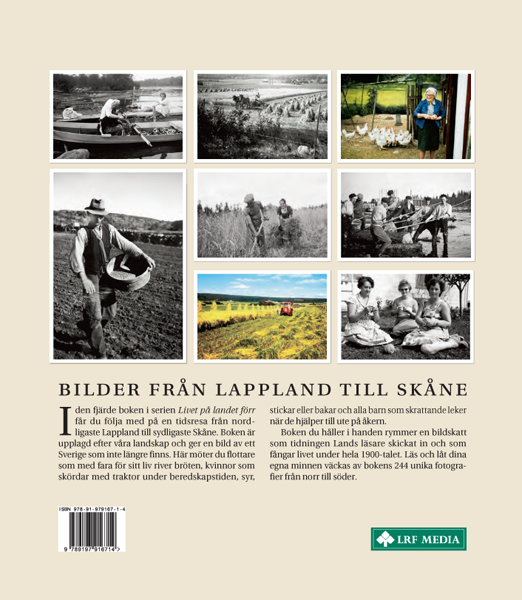 BILDER FRÅN LAPPLAND TILL SKÅNE
I den fjärde boken i serien Livet på landet förr
får du följa med på en tidsresa från nord-
ligaste Lappland till sydligaste Skåne. Boken är
upplagd efter våra landskap och ger en bild av ett
Sverige som inte längre finns. Här möter du flottare
som med fara för sitt liv river bröten, kvinnor som
skördar med traktor under beredskapstiden, syr,
stickar eller bakar och alla barn som skrattande leker
när de hjälper till ute på åkern.
Boken du håller i handen rymmer en bildskatt
som tidningen Lands läsare skickat in och som
fångar livet under hela 1900-talet. Läs och låt dina
egna minnen väckas av bokens 244 unika fotogra-
fier från norr till söder.
ISBN 978-91-979167-1-4
9 789197 916714
LRF MEDIA